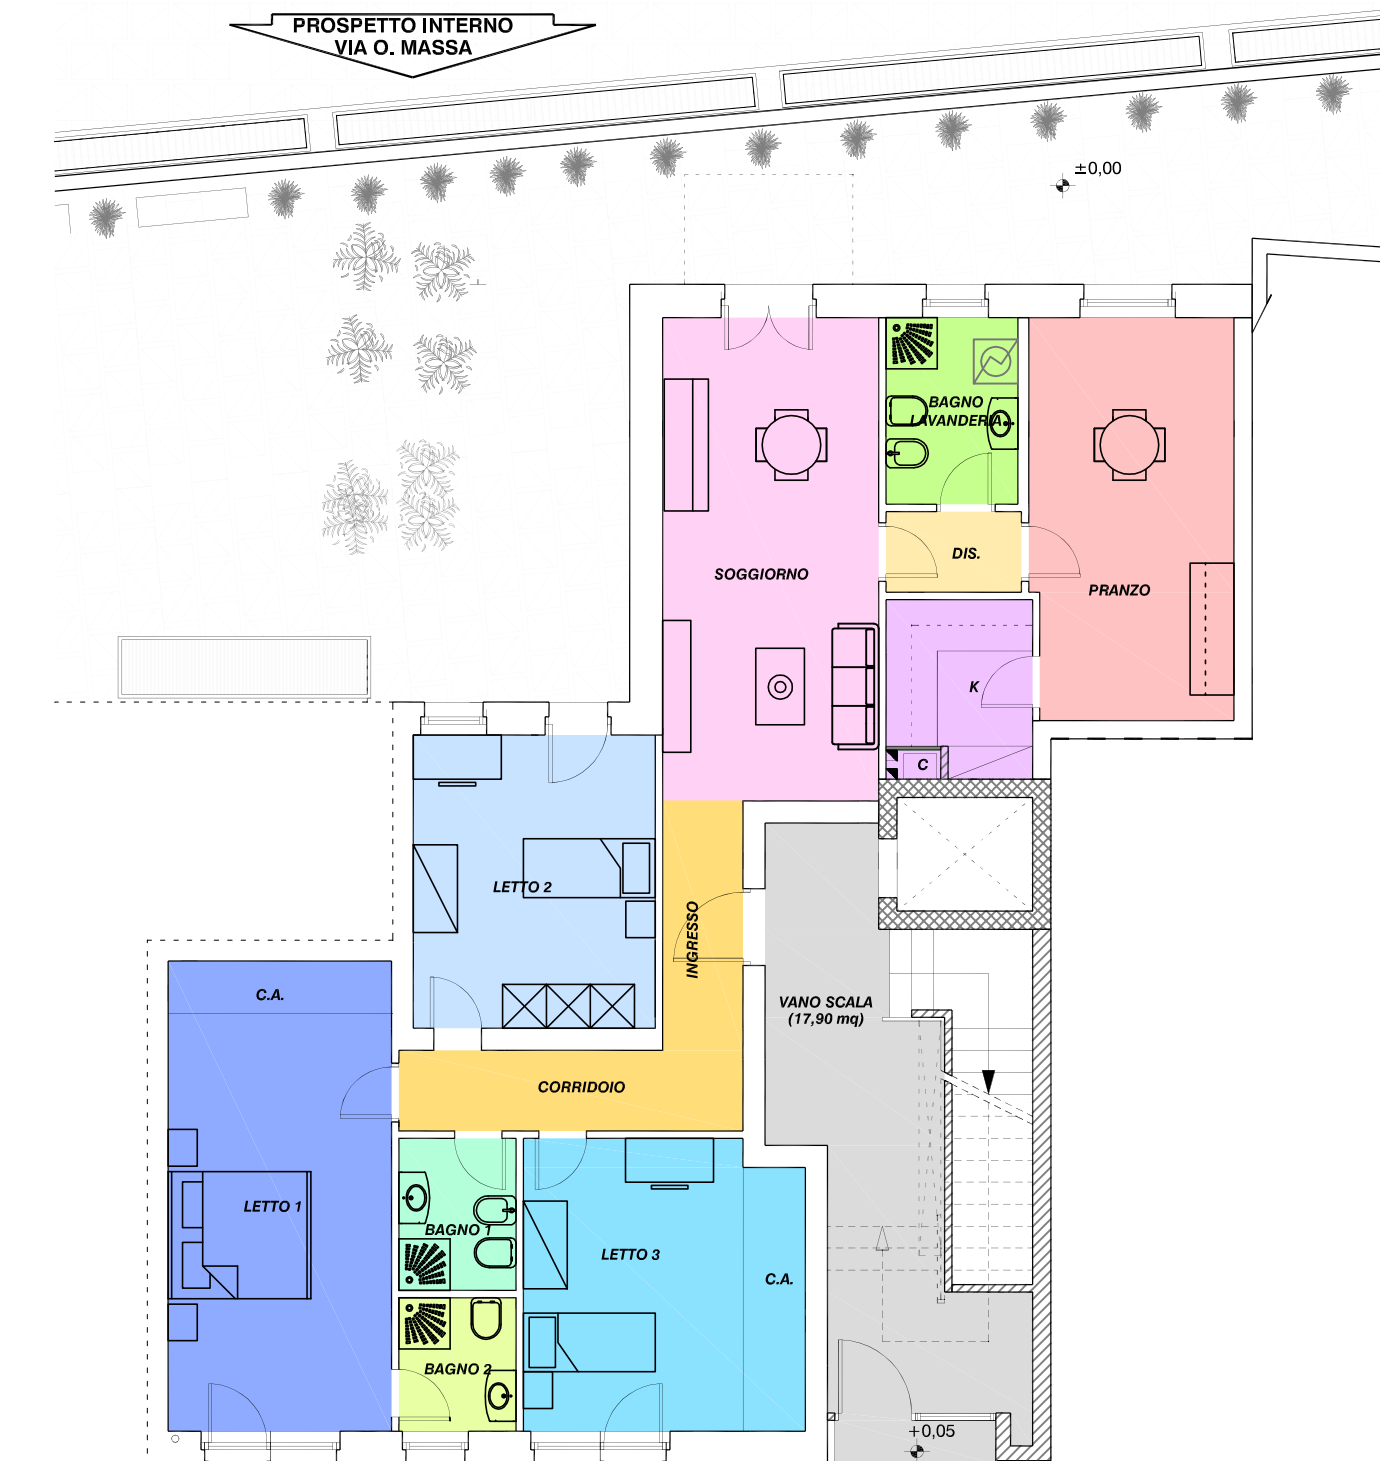 PROSPETTO INTERNO
VIA O. MASSA
±0,00
BAGNO
LAVANDERIA
DIS.
SOGGIORNO
PRANZO
K
C
LETTO 2
INGRESSO
C.A.
VANO SCALA
(17,90 mq)
CORRIDOIO
LETTO 1
BAGNO 1
LETTO 3
C.A.
BAGNO 2
+0,05